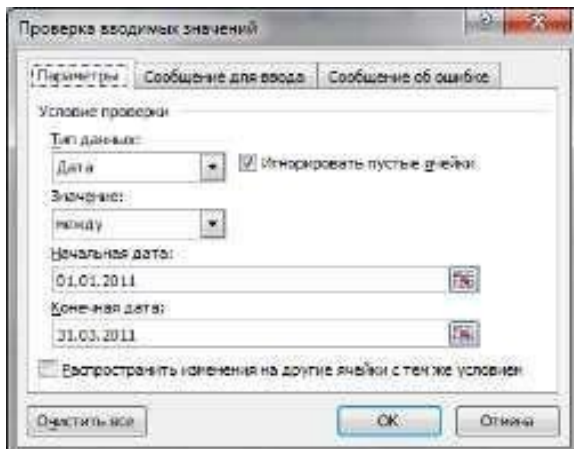 Проверка вводимых значений
Параметры Сообщение для ввода Сообщение об ошибке
Условие проверки
Тип данных:
Дата Игнорировать пустые ячейки
Значение:
между
Начальная дата:
01.01.2011
Конечная дата:
31.03.2011
Распространить изменения на другие ячейки с тем же условием
Очистить все ОК Отмена